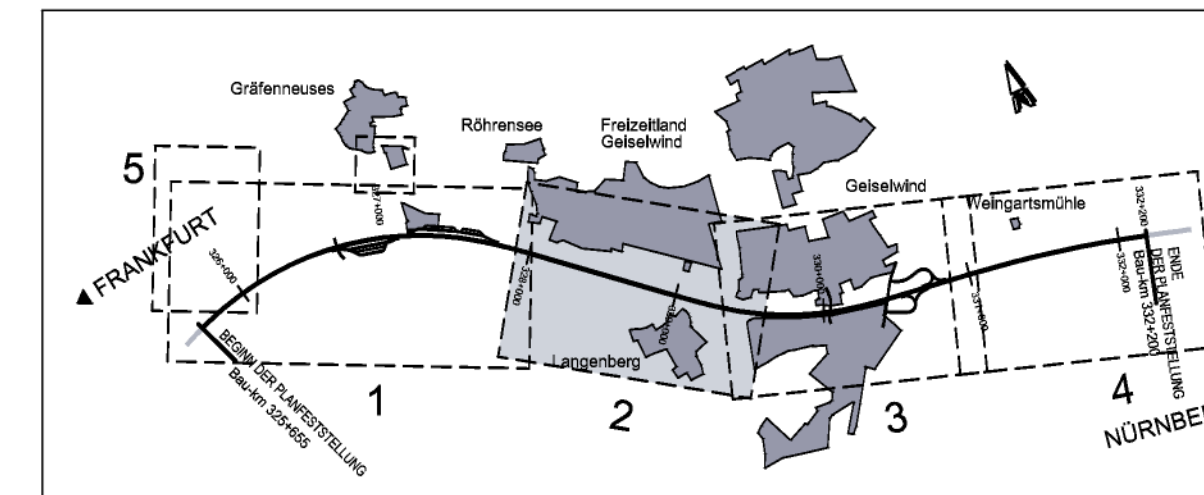 Gräfenneuses
Röhrensee
Freizeitland
Geiselwind
Geiselwind
Weingartsmühle
5
FRANKFURT
326+000
327+000
328+000
330+000
332+000
332+200
BEGINN DER PLANFESTSTELLUNG
Bau-km 325+655
Langenberg
ENDE
DER PLANFESTSTELLUNG
Bau-km 332+200
1
2
3
4